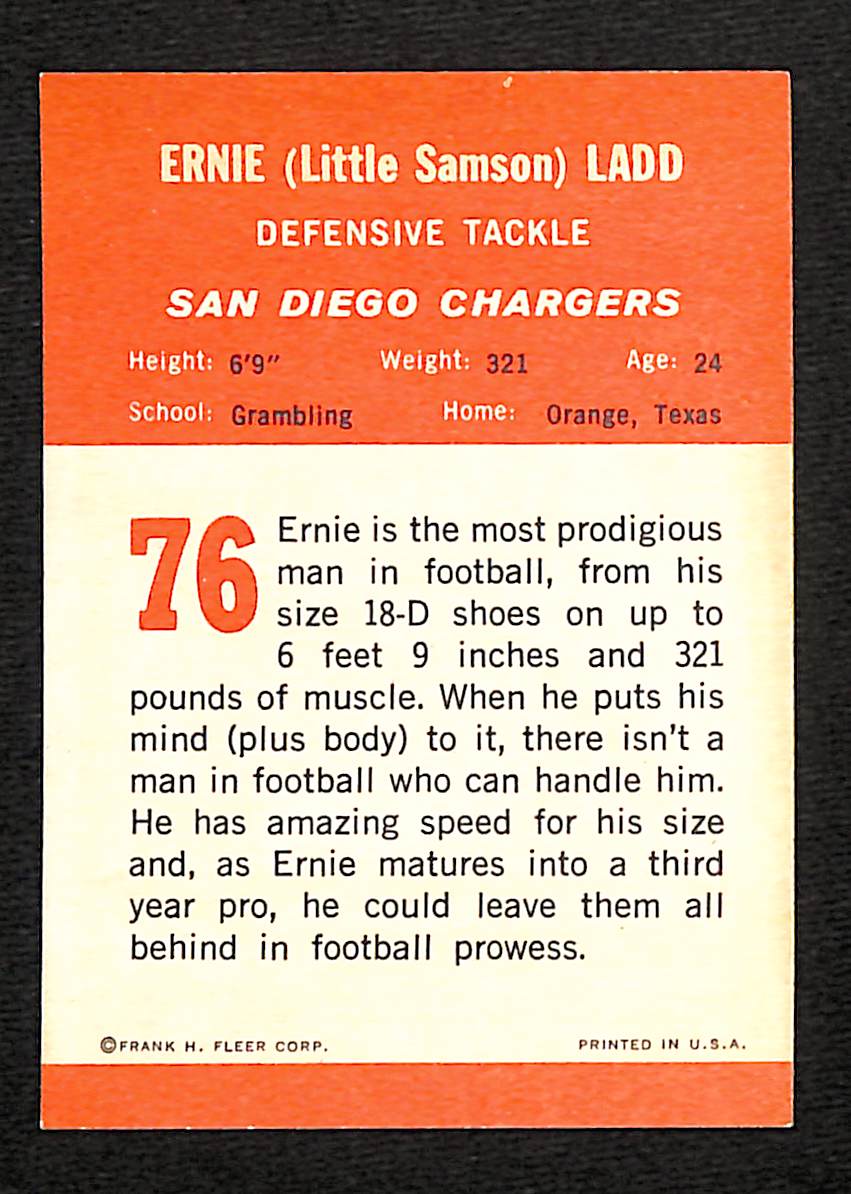 ERNIE (Little Samson) LADD
DEFENSIVE TACKLE
SAN DIEGO CHARGERS
Height: 6'9" Weight: 321 Age: 24
School: Grambling Home: Orange, Texas
76
Ernie is the most prodigious
man in football, from his
size 18-D shoes on up to
6 feet 9 inches and 321
pounds of muscle. When he puts his
mind (plus body) to it, there isn't a
man in football who can handle him.
He has amazing speed for his size
and, as Ernie matures into a third
year pro, he could leave them all
behind in football prowess.
©FRANK H. FLEER CORP. PRINTED IN U.S.A.